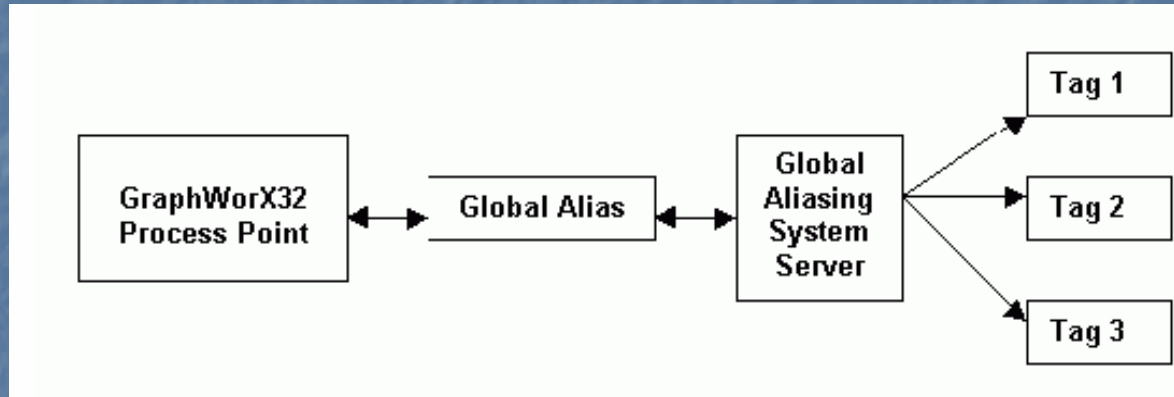 GraphWorX32
Process Point
Global Alias
Global
Aliasing
System
Server
Tag 1
Tag 2
Tag 3